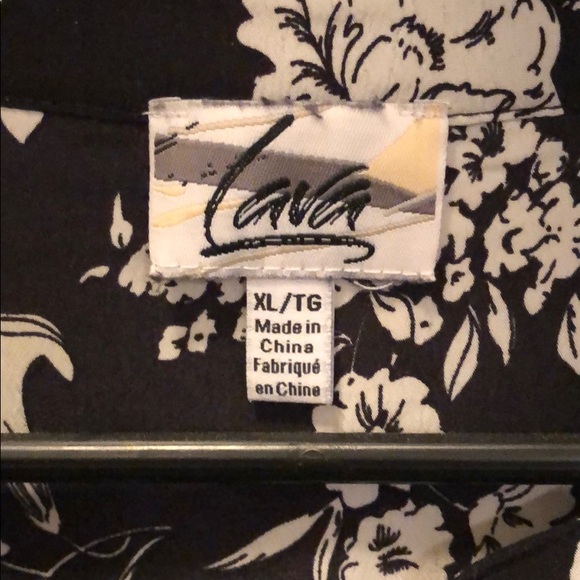 Lava
XL/TG
Made in
China
Fabriqué
en Chine